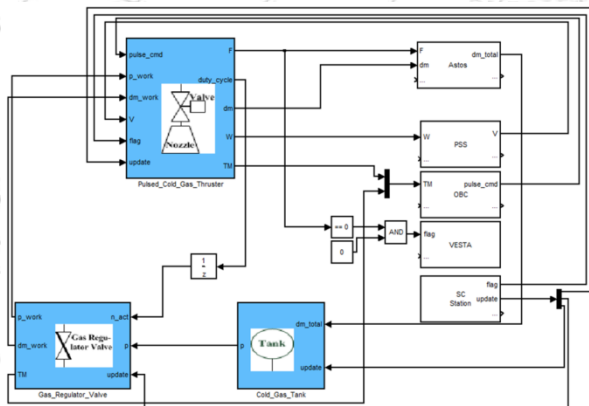 pulse_cmd
p_work
dm_work
V
flag
update
F
duty_cycle
dm
W
TM
Valve
Nozzle
Pulsed_Cold_Gas_Thruster
F
dm
...
dm_total
...
Astos
W
...
V
PSS
TM
...
pulse_cmd
...
OBC
== 0
0
AND
flag
...
VESTA
flag
update
...
SC
Station
1
z
p_work
dm_work
TM
n_act
p
update
Gas Regu-
lator Valve
Gas_Regulator_Valve
p
dm_total
update
Tank
Cold_Gas_Tank